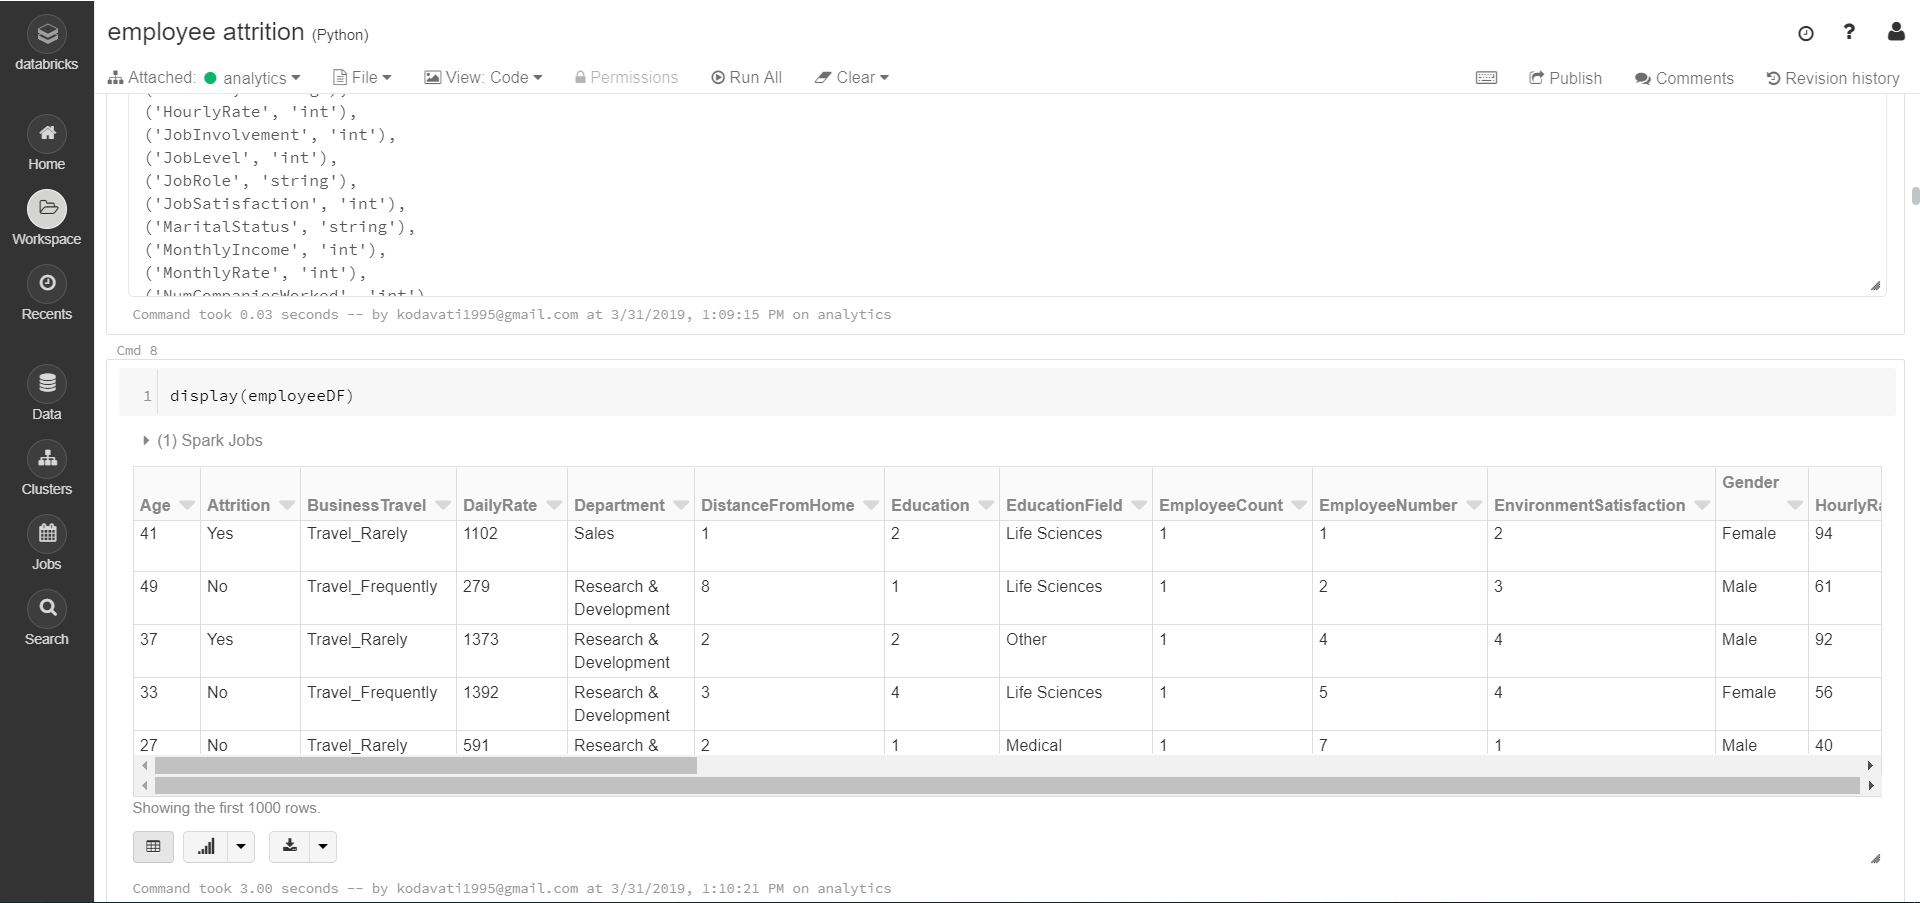 databricks
Home
Workspace
Recents
Data
Clusters
Jobs
Search
employee attrition (Python)
Attached: analytics File View: Code Permissions Run All Clear Publish Comments Revision history
('HourlyRate', 'int'),
('JobInvolvement', 'int'),
('JobLevel', 'int'),
('JobRole', 'string'),
('JobSatisfaction', 'int'),
('MaritalStatus', 'string'),
('MonthlyIncome', 'int'),
('MonthlyRate', 'int'),
('NumCompaniesWorked', 'int')
Command took 0.03 seconds -- by kodavati1995@gmail.com at 3/31/2019, 1:09:15 PM on analytics
Cmd 8
1 display(employeeDF)
(1) Spark Jobs
Age Attrition BusinessTravel DailyRate Department DistanceFromHome Education EducationField EmployeeCount EmployeeNumber EnvironmentSatisfaction Gender HourlyRa
41 Yes Travel_Rarely 1102 Sales 1 2 Life Sciences 1 1 2 Female 94
49 No Travel_Frequently 279 Research & Development 8 1 Life Sciences 1 2 3 Male 61
37 Yes Travel_Rarely 1373 Research & Development 2 2 Other 1 4 4 Male 92
33 No Travel_Frequently 1392 Research & Development 3 4 Life Sciences 1 5 4 Female 56
27 No Travel_Rarely 591 Research & 2 1 Medical 1 7 1 Male 40
Showing the first 1000 rows.
Command took 3.00 seconds -- by kodavati1995@gmail.com at 3/31/2019, 1:10:21 PM on analytics